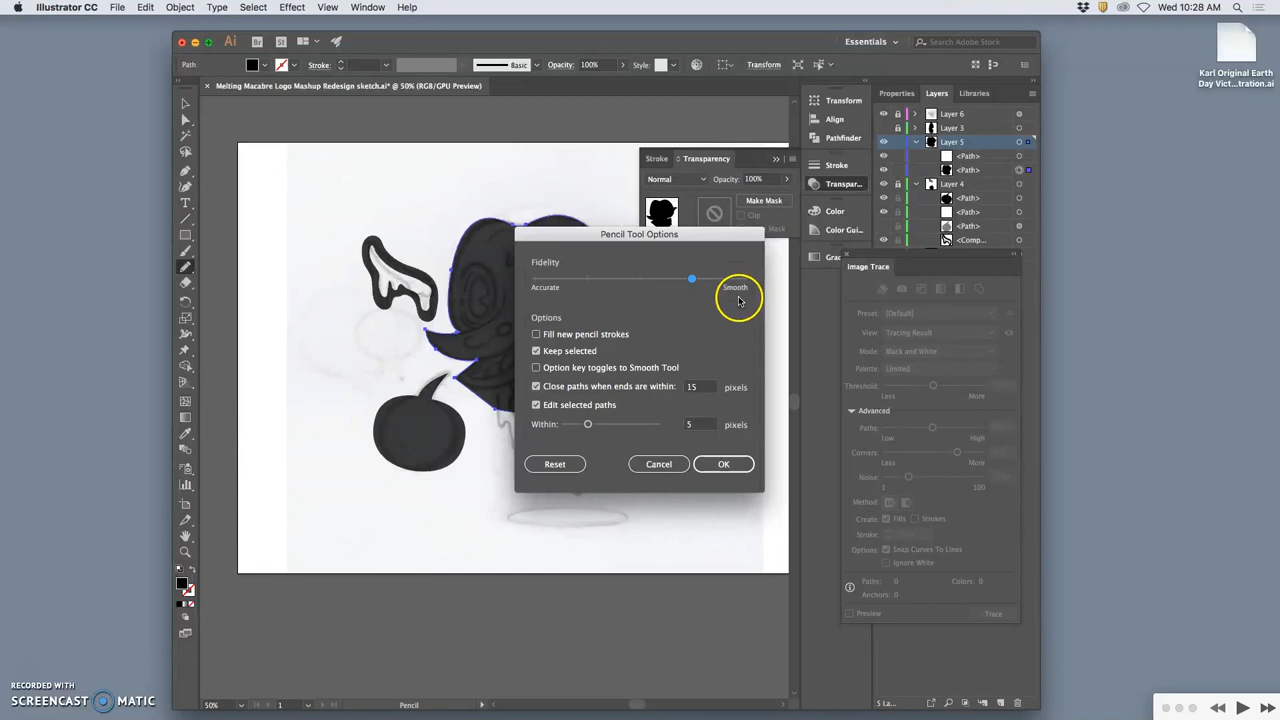 Illustrator CC File Edit Object Type Select Effect View Window Help
Wed 10:28 AM
Karl Original Earth
Day Vict...tration.ai
Ai Br St
Essentials
Search Adobe Stock
Path
Stroke:
Basic
Opacity: 100%
Style:
Transform
× Melting Macabre Logo Mashup Redesign sketch.ai* @ 50% (RGB/GPU Preview)
Transform
Align
Pathfinder
Stroke
Transpar...
Color
Color Gui...
Properties Layers Libraries
Layer 6
Layer 3
Layer 5
<Path>
<Path>
Layer 4
<Path>
<Path>
<Path>
<Comp...
Stroke Transparency
Normal
Opacity: 100%
Make Mask
Clip
Pencil Tool Options
Fidelity
Accurate
Smooth
Options
Fill new pencil strokes
Keep selected
Option key toggles to Smooth Tool
Close paths when ends are within: 15 pixels
Edit selected paths
Within: 5 pixels
Reset
Cancel
OK
Image Trace
Preset: (Default)
View: Tracing Result
Mode: Black and White
Palette: Limited
Threshold:
Less More
Advanced
Paths:
Low High
Corners:
Less More
Noise:
1 100
Method:
Create: Fills Strokes
Stroke:
Options: Snap Curves To Lines
Ignore White
Paths: 0 Colors: 0
Anchors: 0
Preview
Trace
50%
1
Pencil
5 La...
RECORDED WITH
SCREENCAST MATIC